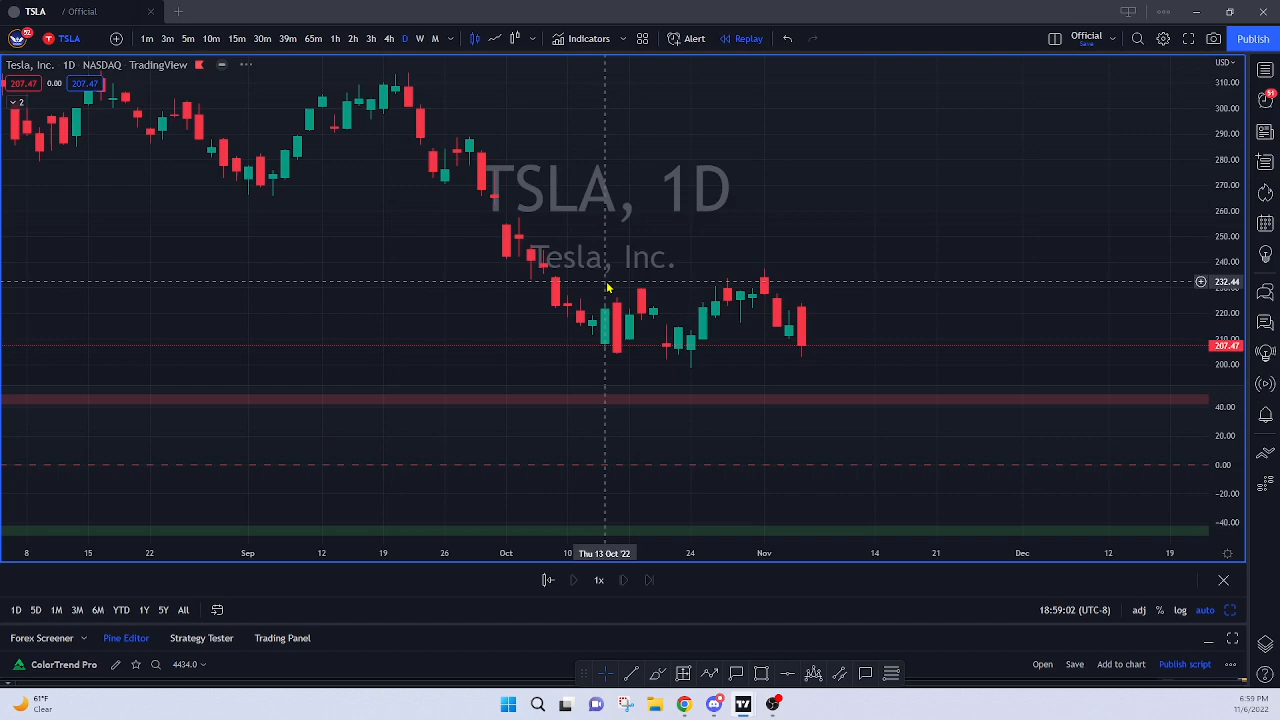 TSLA / Official
52 TSLA 1m 3m 5m 10m 15m 30m 39m 65m 1h 2h 3h 4h D W M Indicators Alert Replay Official Save Publish
Tesla, Inc. 1D NASDAQ TradingView
207.47 0.00 207.47
2
TSLA, 1D
Tesla, Inc.
USD
310.00
300.00
290.00
280.00
270.00
260.00
250.00
240.00
232.44
220.00
207.47
200.00
40.00
20.00
0.00
−20.00
−40.00
51
8 15 22 Sep 12 19 26 Oct 10 Thu 13 Oct '22 24 Nov 14 21 Dec 12 19
1x
1D 5D 1M 3M 6M YTD 1Y 5Y All 18:59:02 (UTC-8) adj % log auto
Forex Screener Pine Editor Strategy Tester Trading Panel
ColorTrend Pro 4434.0 Open Save Add to chart Publish script
61°F
Clear
6:59 PM
11/6/2022